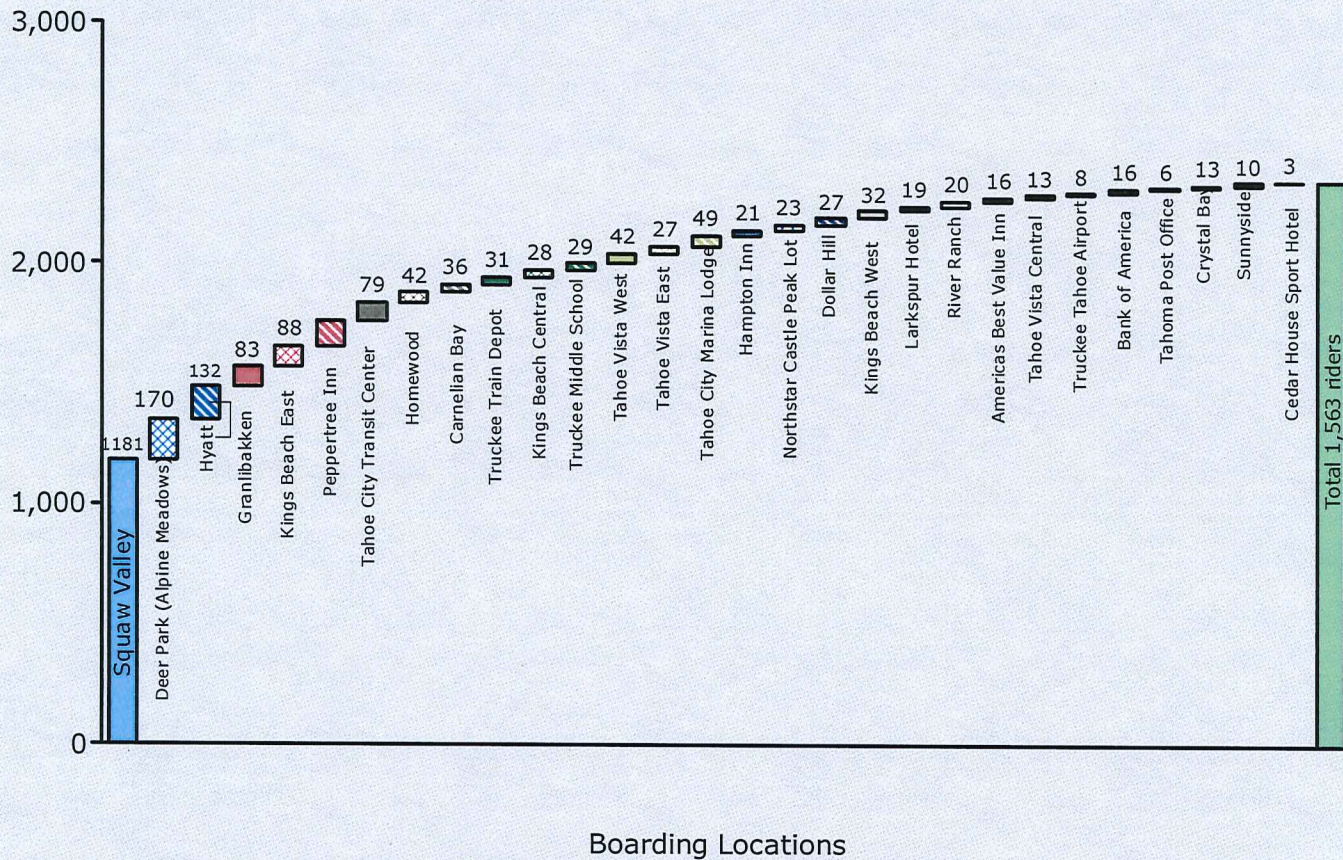 3,000
2,000
1,000
0
1181
170
132
83
88
79
42
36
31
28
29
42
27
49
21
23
27
32
19
20
16
13
8
16
6
13
10
3
Squaw Valley
Deer Park (Alpine Meadows)
Hyatt
Granlibakken
Kings Beach East
Peppertree Inn
Tahoe City Transit Center
Homewood
Carnelian Bay
Truckee Train Depot
Kings Beach Central
Truckee Middle School
Tahoe Vista West
Tahoe Vista East
Tahoe City Marina Lodge
Hampton Inn
Northstar Castle Peak Lot
Dollar Hill
Kings Beach West
Larkspur Hotel
River Ranch
Americas Best Value Inn
Tahoe Vista Central
Truckee Tahoe Airport
Bank of America
Tahoma Post Office
Crystal Bay
Sunnyside
Cedar House Sport Hotel
Total 1,563 riders
Boarding Locations